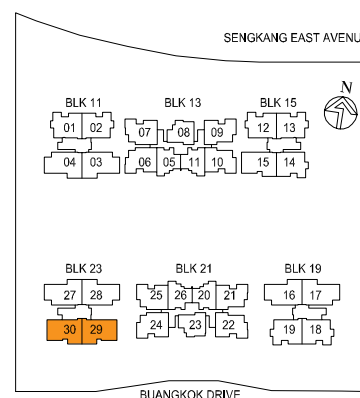 SENGKANG EAST AVENU
N
BLK 11 BLK 13 BLK 15
01 02 07 08 09 12 13
04 03 06 05 11 10 15 14
BLK 23 BLK 21 BLK 19
27 28 25 26 20 21 16 17
30 29 24 23 22 19 18
BUANGKOK DRIVE